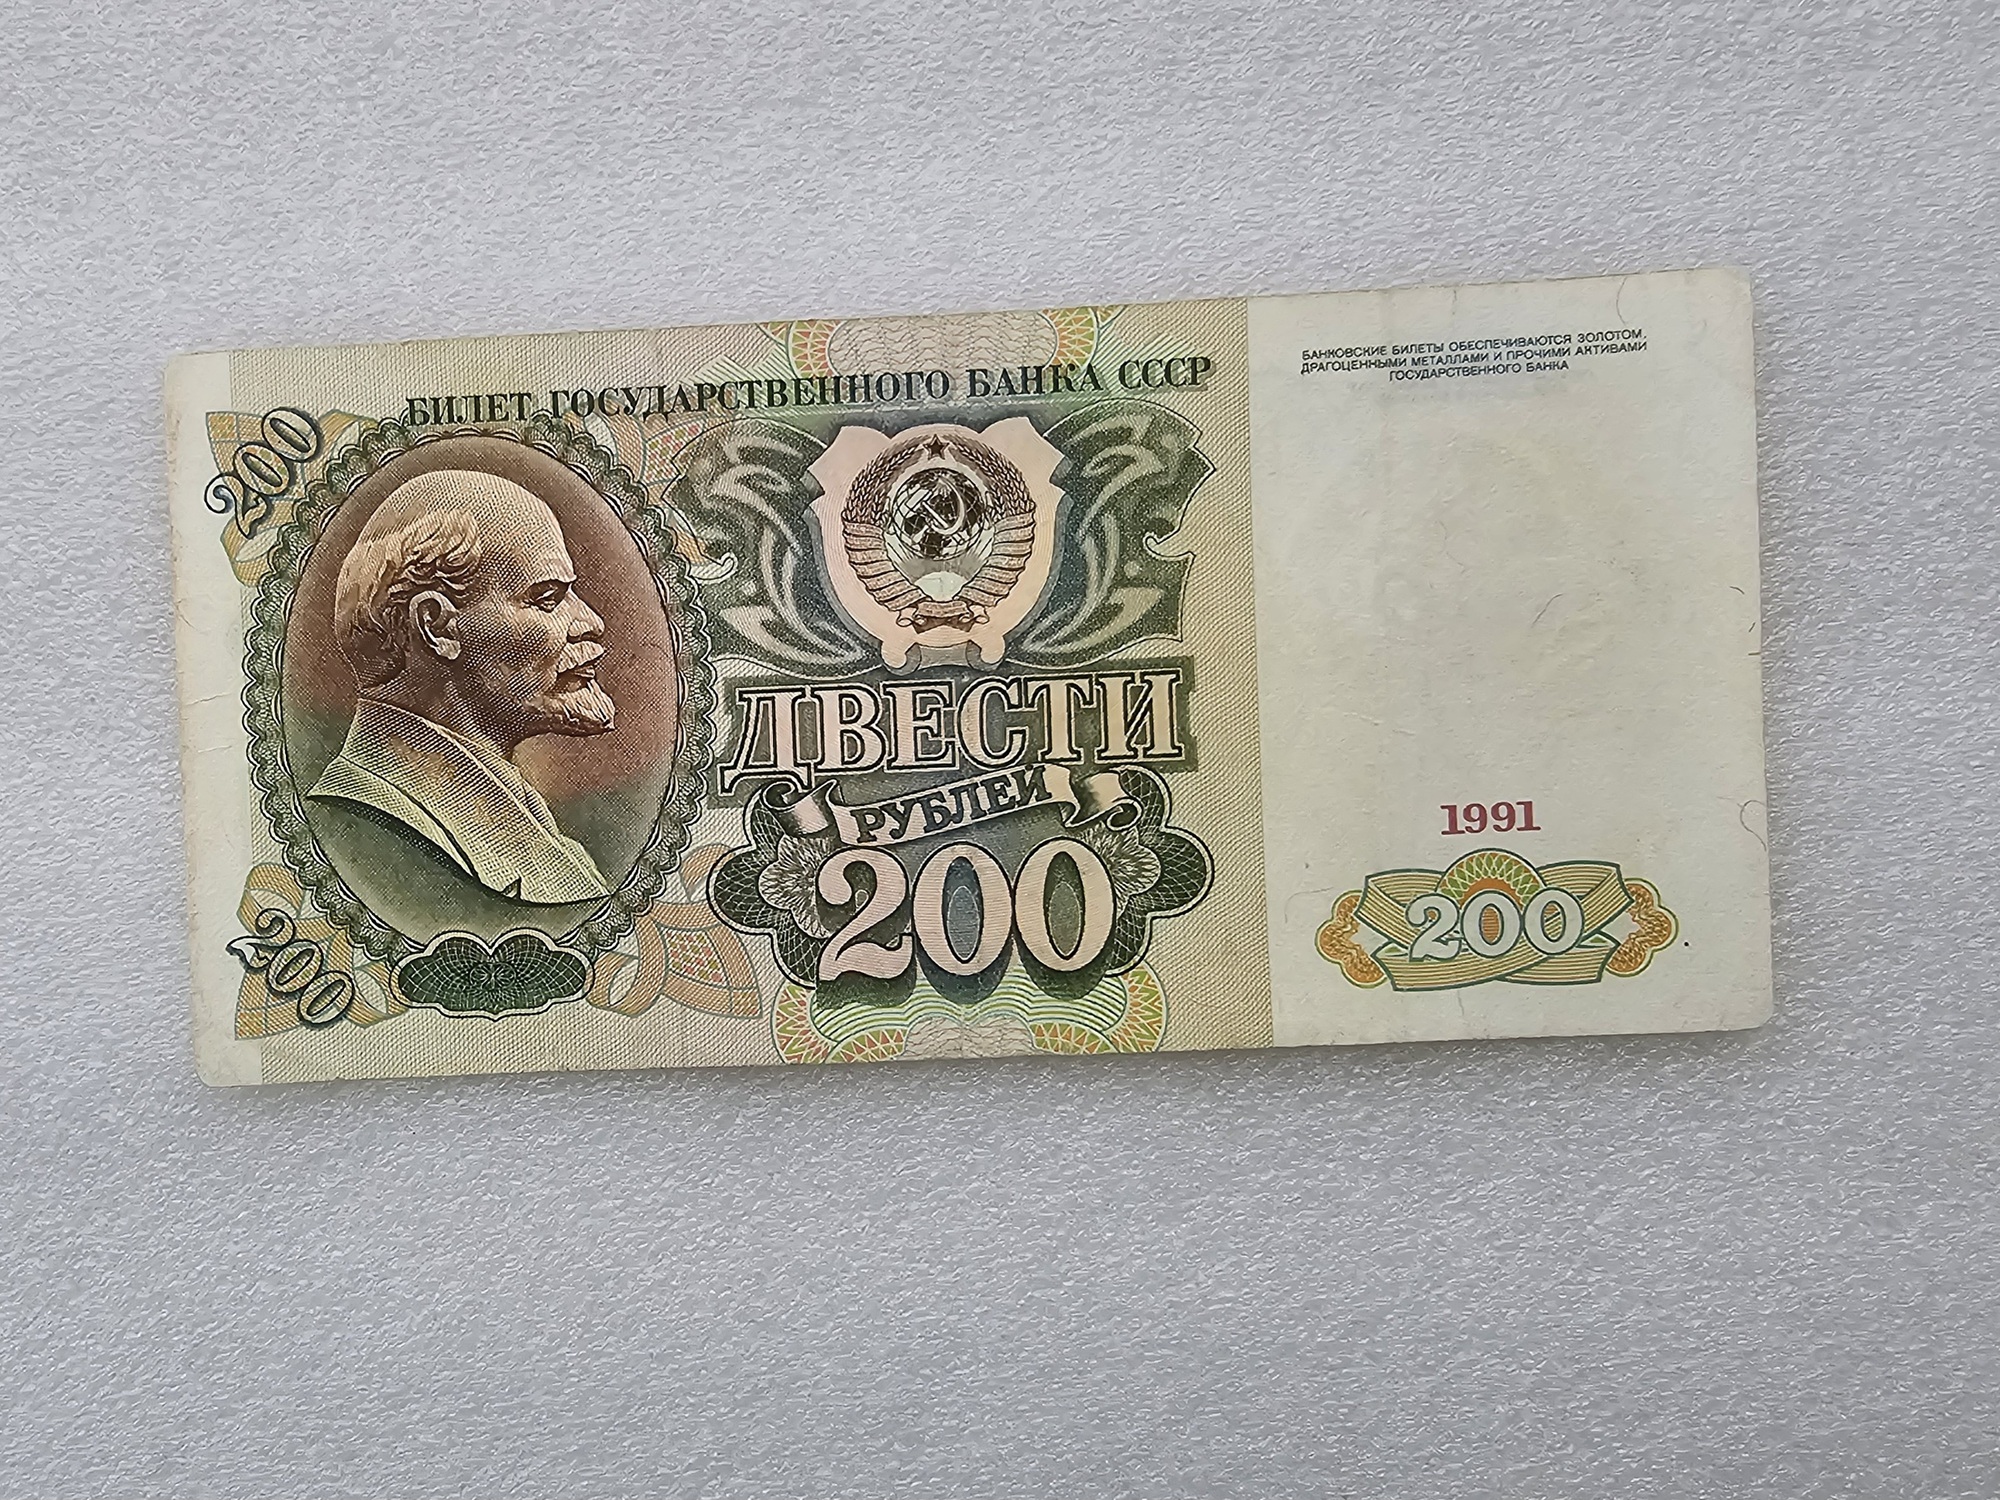 БИЛЕТ ГОСУДАРСТВЕННОГО БАНКА СССР
БАНКОВСКИЕ БИЛЕТЫ ОБЕСПЕЧИВАЮТСЯ ЗОЛОТОМ,
ДРАГОЦЕННЫМИ МЕТАЛЛАМИ И ПРОЧИМИ АКТИВАМИ
ГОСУДАРСТВЕННОГО БАНКА
200
ДВЕСТИ
РУБЛЕЙ
200
1991
200
200